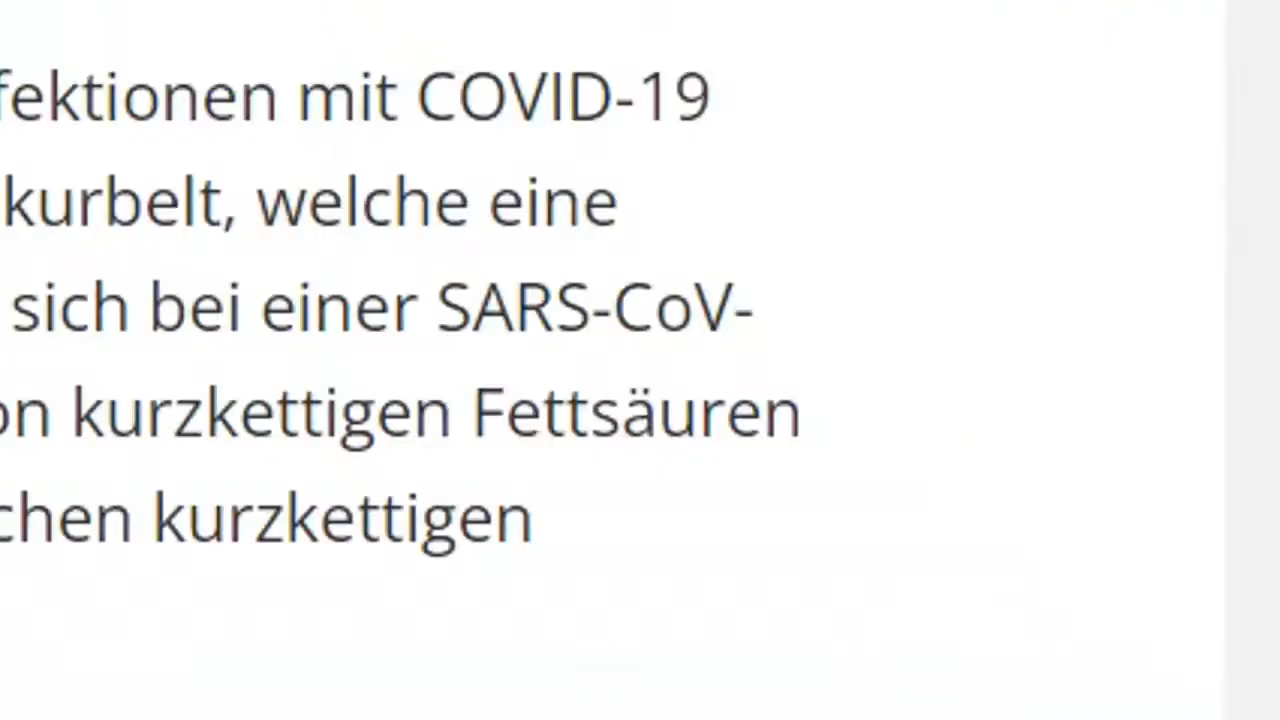 fektionen mit COVID-19
kurbelt, welche eine
sich bei einer SARS-CoV-
on kurzkettigen Fettsäuren
chen kurzkettigen